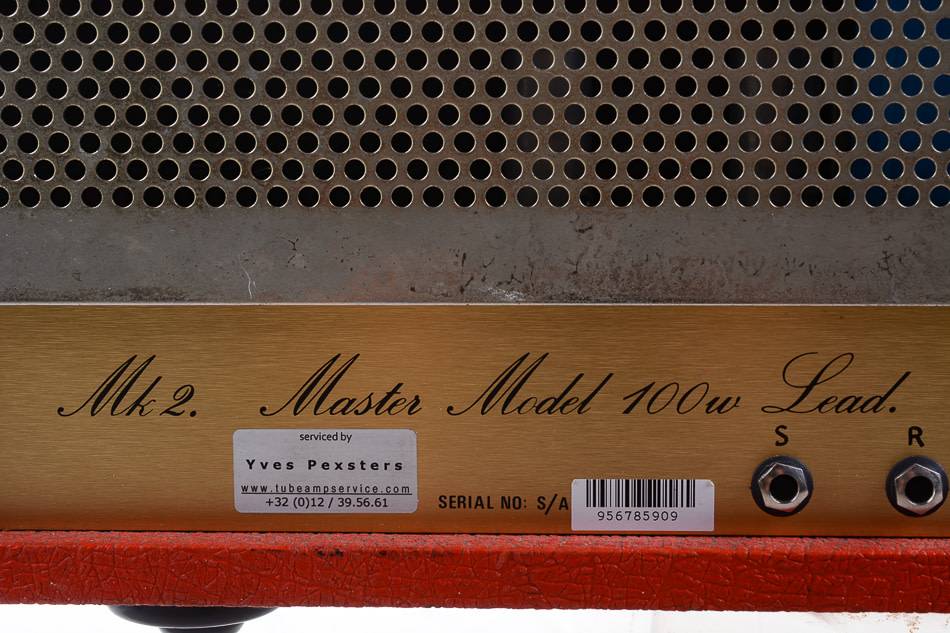 Mk 2. Master Model 100w Lead.
S R
serviced by
Yves Pexsters
www.tubeampservice.com
+32 (0)12 / 39.56.61
SERIAL NO: S/A
956785909